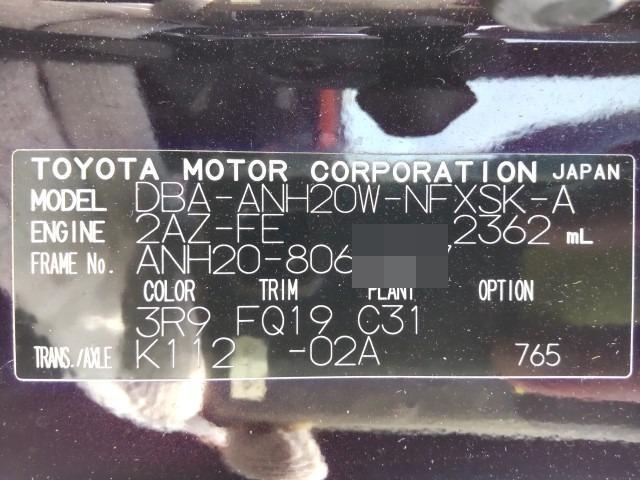 TOYOTA MOTOR CORPORATION JAPAN
MODEL DBA-ANH20W-NFXSK-A
ENGINE 2AZ-FE 2362 mL
FRAME No. ANH20-806
COLOR TRIM PLANT OPTION
3R9 FQ19 C31
TRANS./AXLE K112 -02A 765